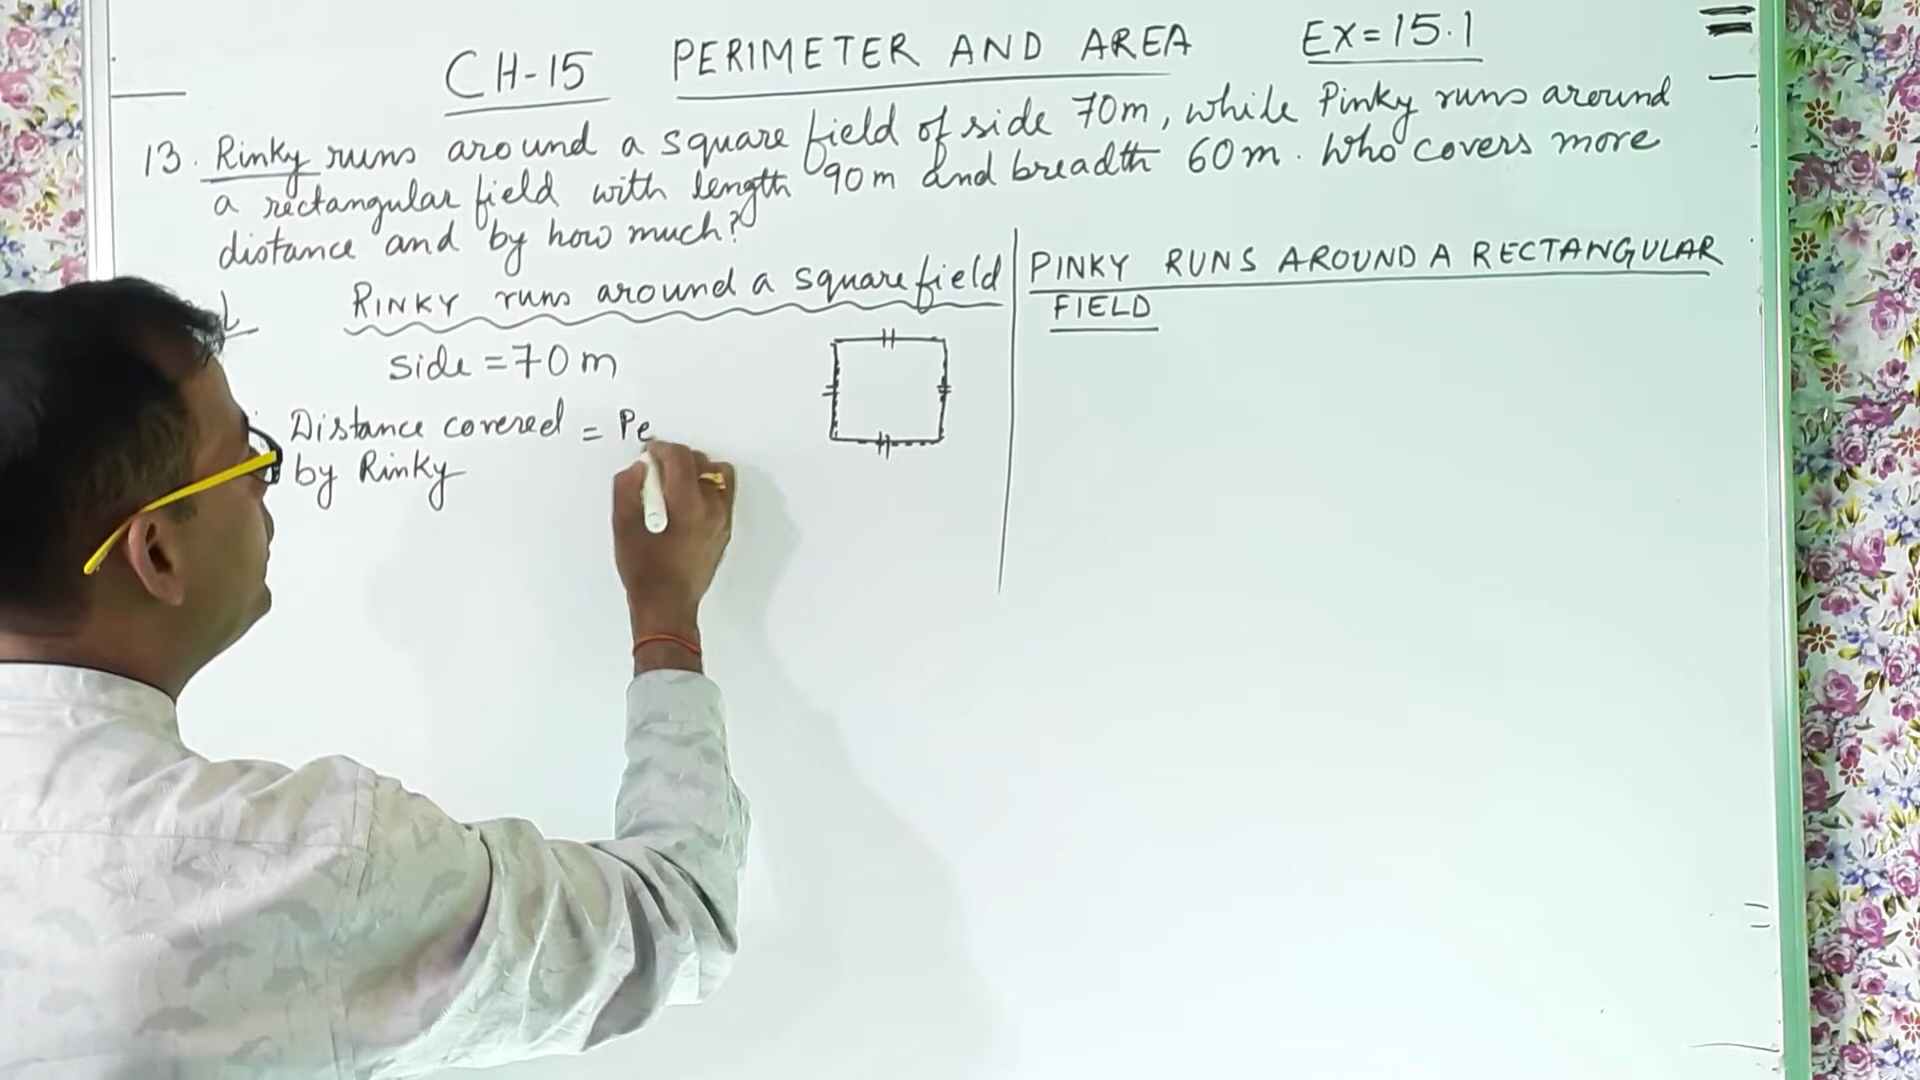 CH-15 PERIMETER AND AREA EX=15.1
13. Rinky runs around a square field of side 70m, while Pinky runs around
a rectangular field with length 90m and breadth 60m. Who covers more
distance and by how much?
RINKY runs around a square field
side = 70 m
Distance covered = Pe
by Rinky
PINKY RUNS AROUND A RECTANGULAR
FIELD